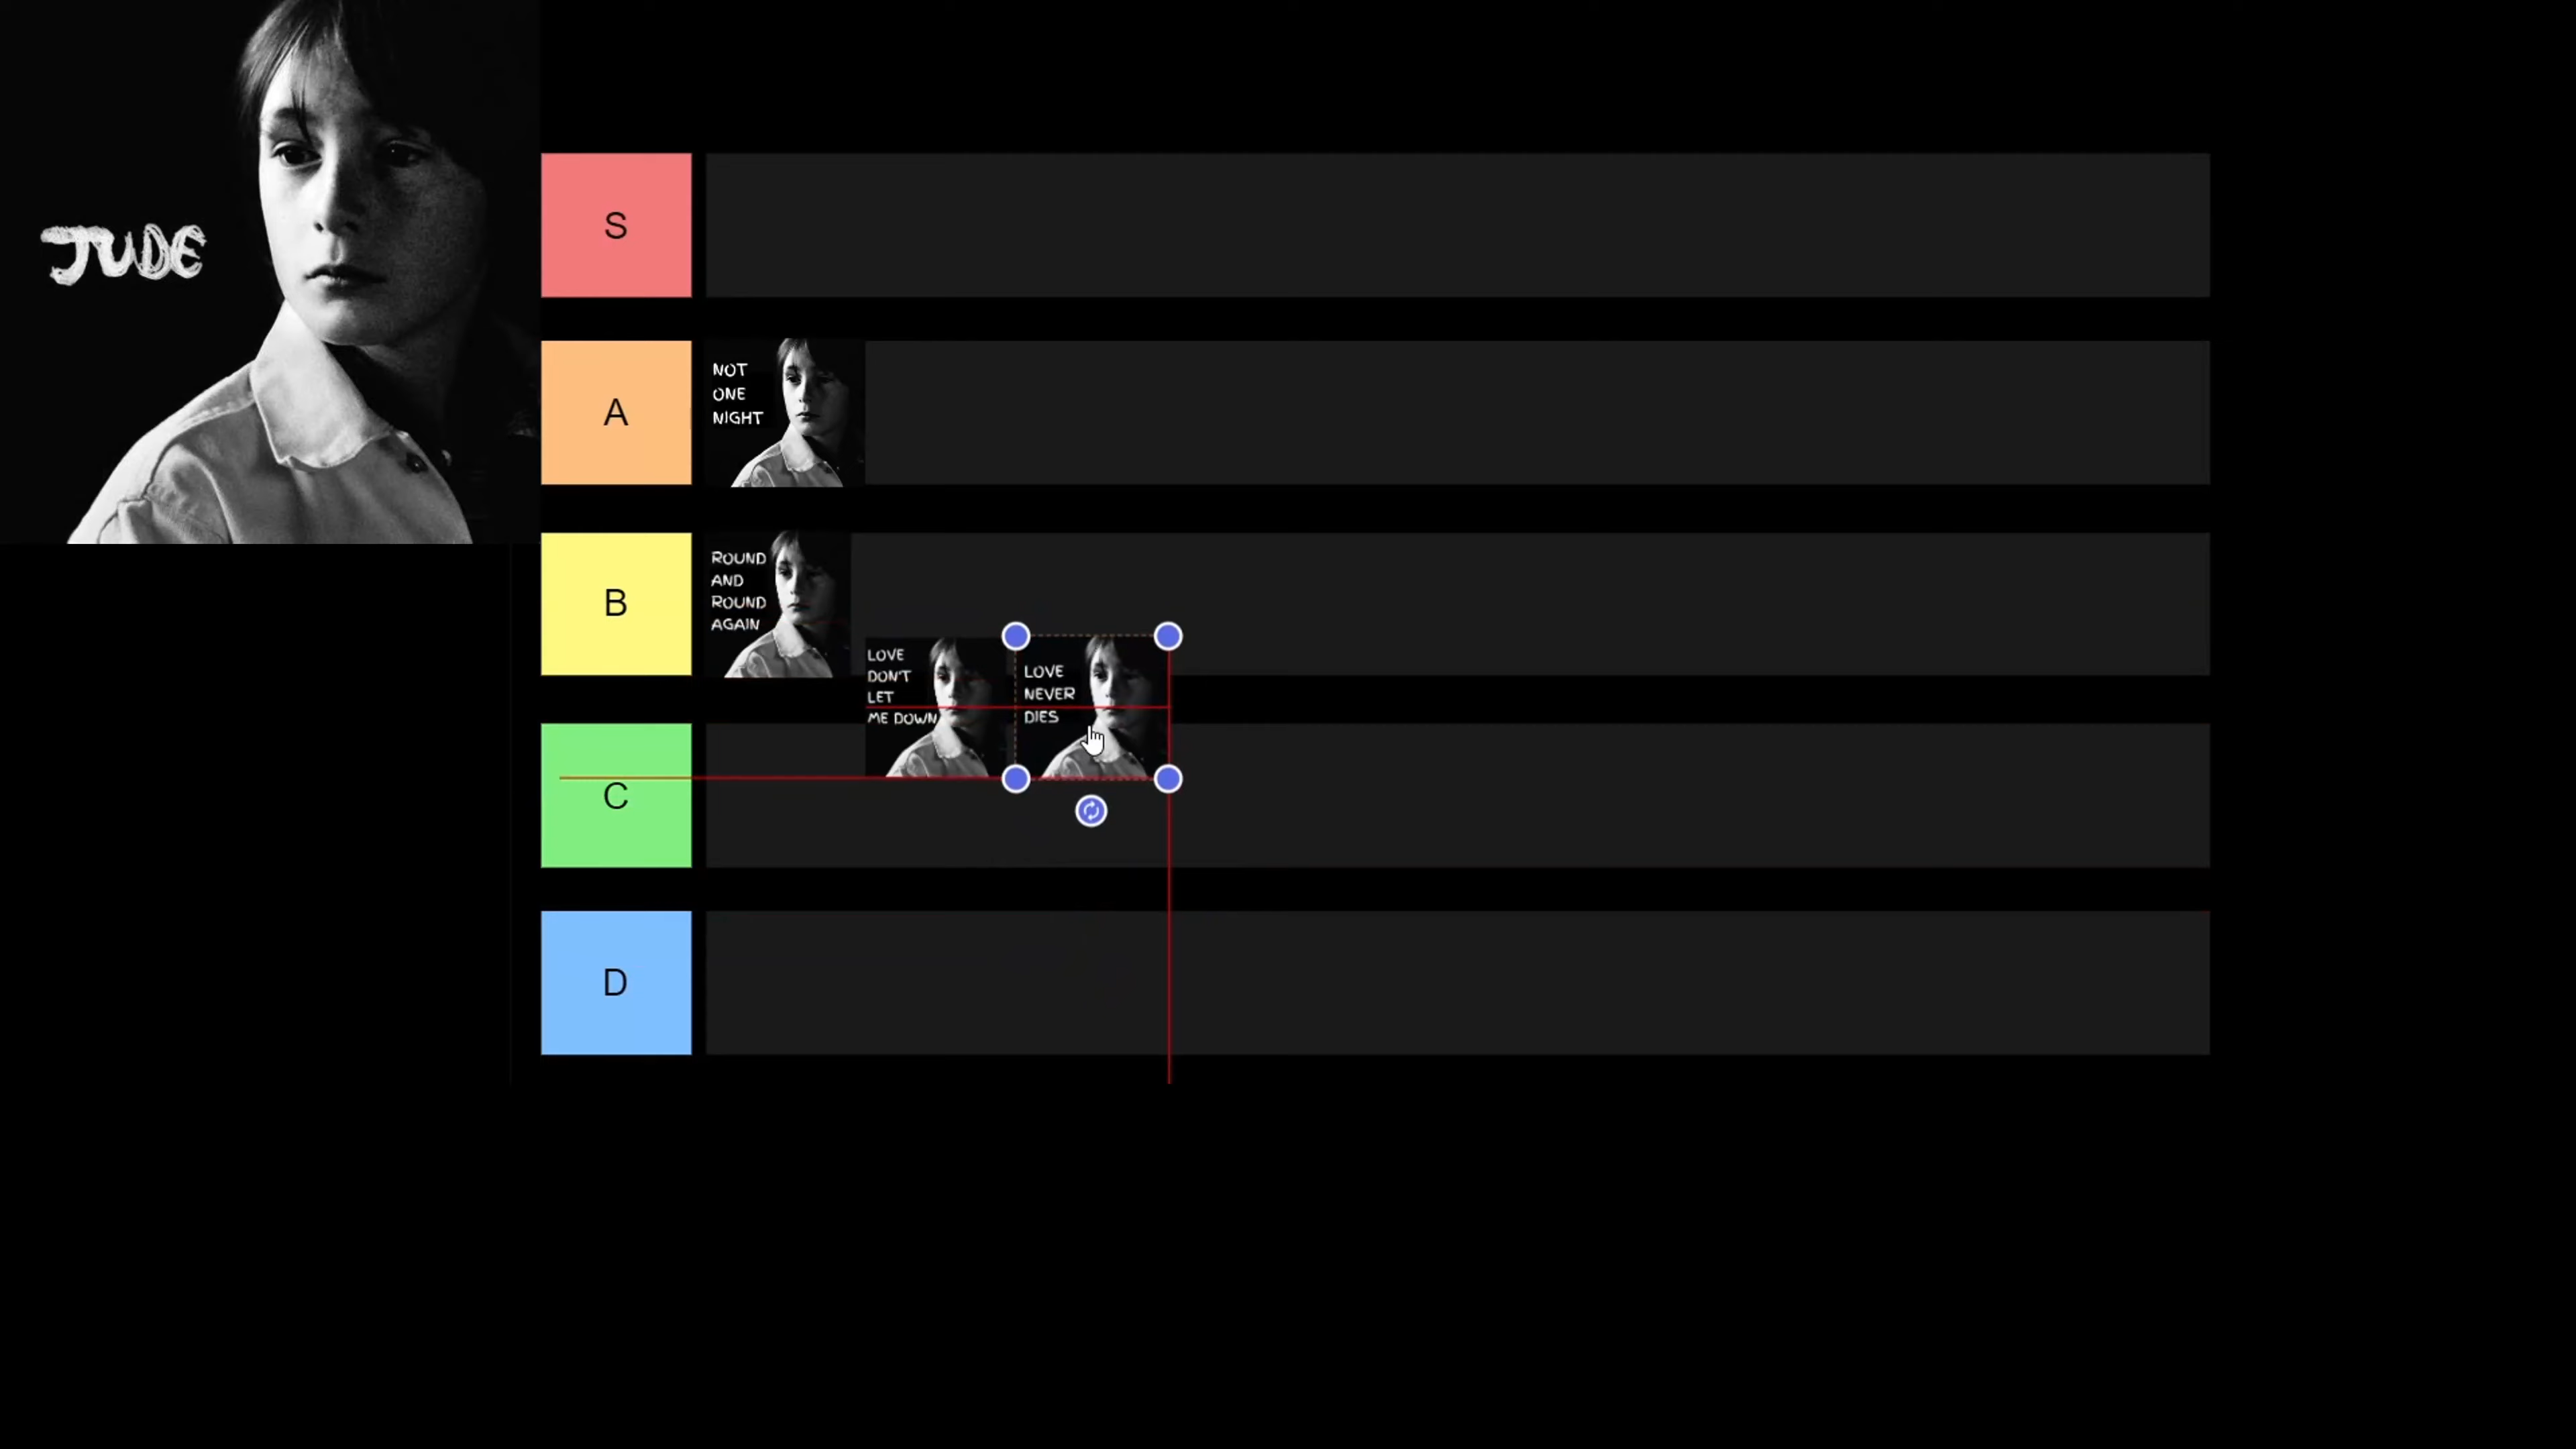 JUDE
S
A
NOT
ONE
NIGHT
B
ROUND
AND
ROUND
AGAIN
LOVE
DON'T
LET
ME DOWN
LOVE
NEVER
DIES
C
D